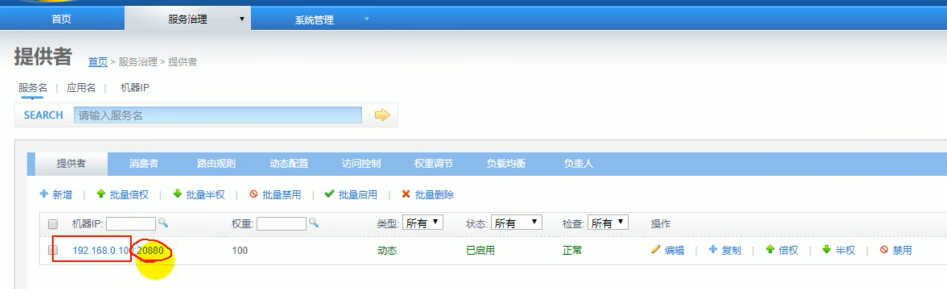 首页 服务治理 系统管理
提供者 首页 > 服务治理 > 提供者
服务名 | 应用名 | 机器IP
SEARCH 请输入服务名
提供者 消费者 路由规则 动态配置 访问控制 权重调节 负载均衡 负责人
新增 | 批量倍权 | 批量半权 | 批量禁用 | 批量启用 | 批量删除
机器IP: 权重: 类型: 所有 状态: 所有 检查: 所有 操作
192.168.0.10 :20880 100 动态 已启用 正常 编辑 | 复制 | 倍权 | 半权 | 禁用